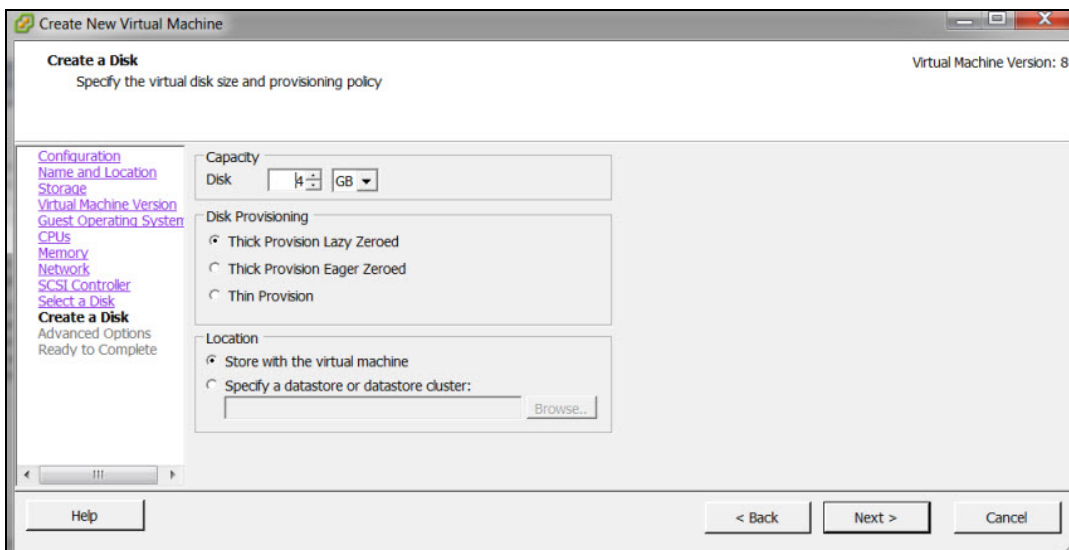 Create New Virtual Machine
Create a Disk
Specify the virtual disk size and provisioning policy
Virtual Machine Version: 8
Configuration
Name and Location
Storage
Virtual Machine Version
Guest Operating System
CPUs
Memory
Network
SCSI Controller
Select a Disk
Create a Disk
Advanced Options
Ready to Complete
Capacity
Disk 4 GB
Disk Provisioning
Thick Provision Lazy Zeroed
Thick Provision Eager Zeroed
Thin Provision
Location
Store with the virtual machine
Specify a datastore or datastore cluster:
Browse..
Help
< Back
Next >
Cancel